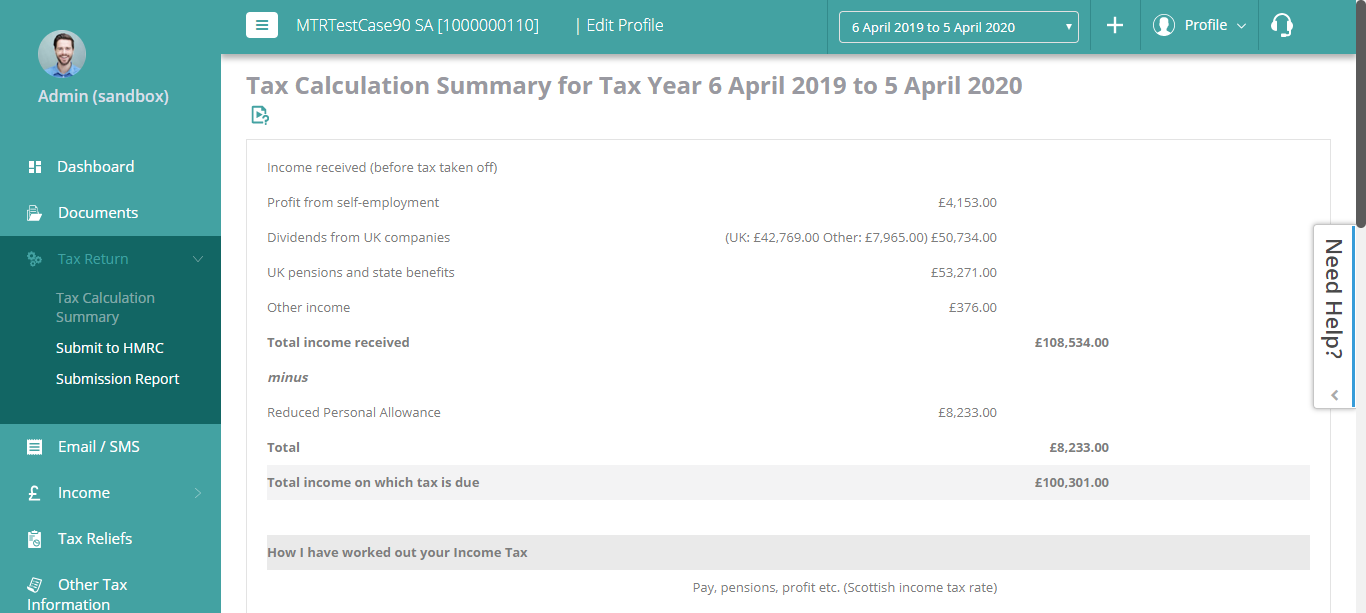 MTRTestCase90 SA [1000000110] | Edit Profile
6 April 2019 to 5 April 2020
Profile
Admin (sandbox)
Dashboard
Documents
Tax Return
Tax Calculation
Summary
Submit to HMRC
Submission Report
Email / SMS
£ Income
Tax Reliefs
Other Tax
Information
Tax Calculation Summary for Tax Year 6 April 2019 to 5 April 2020
Income received (before tax taken off)
Profit from self-employment £4,153.00
Dividends from UK companies (UK: £42,769.00 Other: £7,965.00) £50,734.00
UK pensions and state benefits £53,271.00
Other income £376.00
Total income received £108,534.00
minus
Reduced Personal Allowance £8,233.00
Total £8,233.00
Total income on which tax is due £100,301.00
How I have worked out your Income Tax
Pay, pensions, profit etc. (Scottish income tax rate)
Need Help?